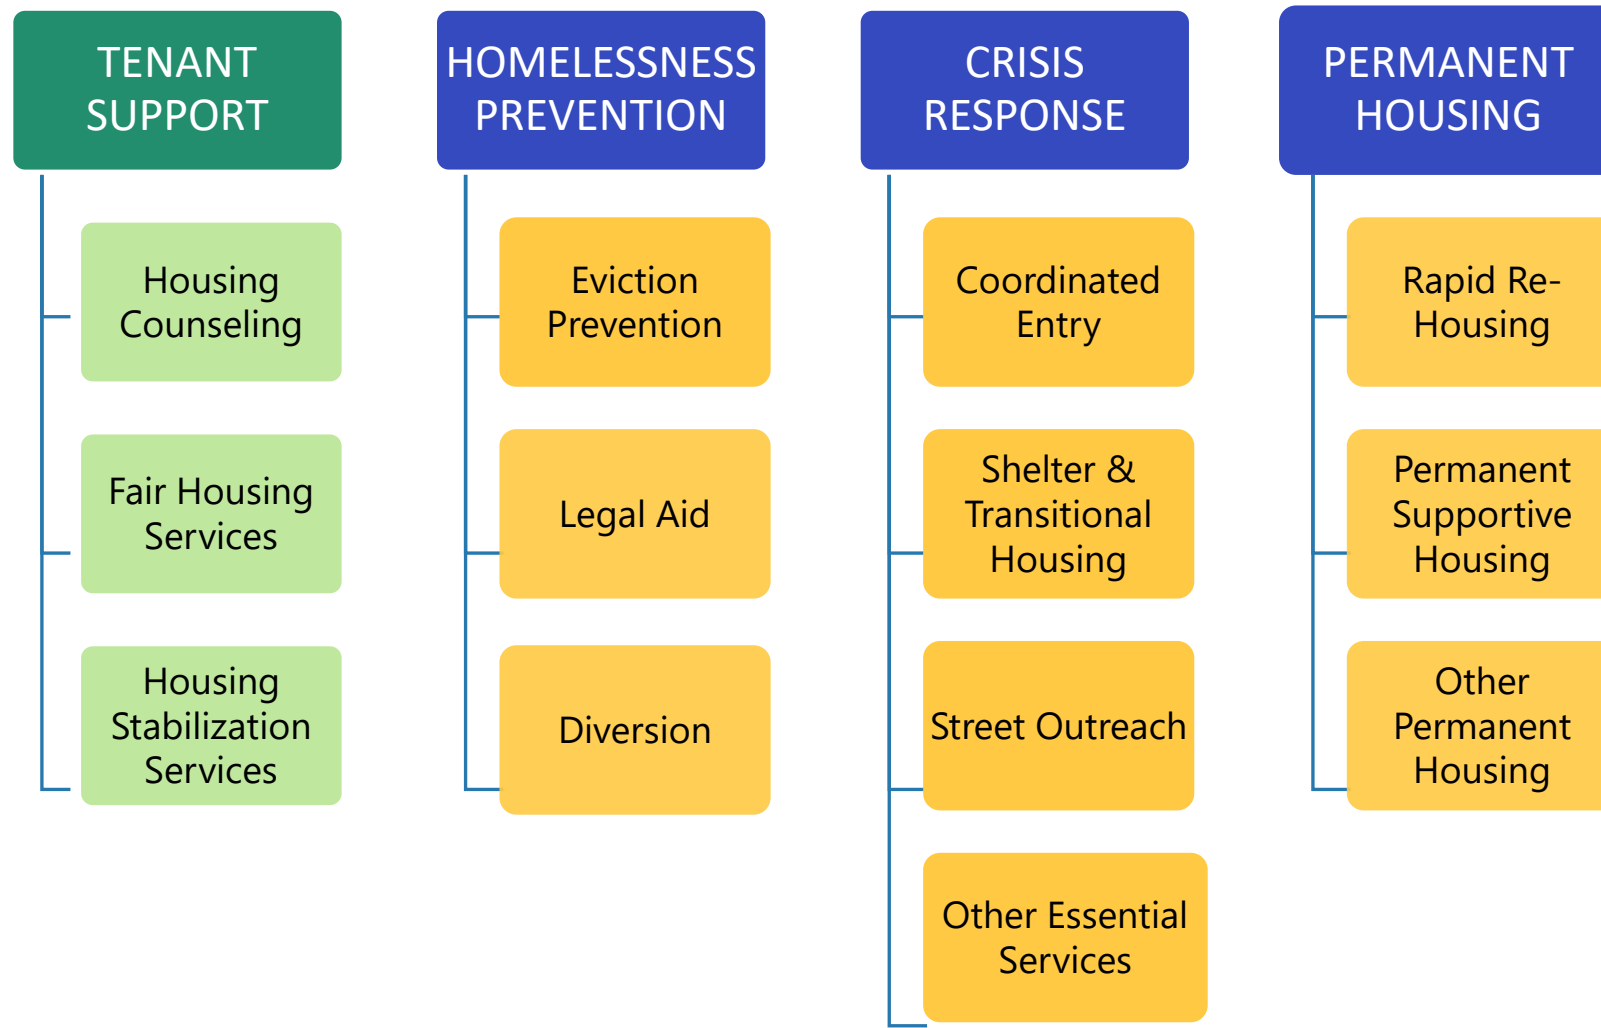 TENANT
SUPPORT
Housing
Counseling
Fair Housing
Services
Housing
Stabilization
Services
HOMELESSNESS
PREVENTION
Eviction
Prevention
Legal Aid
Diversion
CRISIS
RESPONSE
Coordinated
Entry
Shelter &
Transitional
Housing
Street Outreach
Other Essential
Services
PERMANENT
HOUSING
Rapid Re-
Housing
Permanent
Supportive
Housing
Other
Permanent
Housing